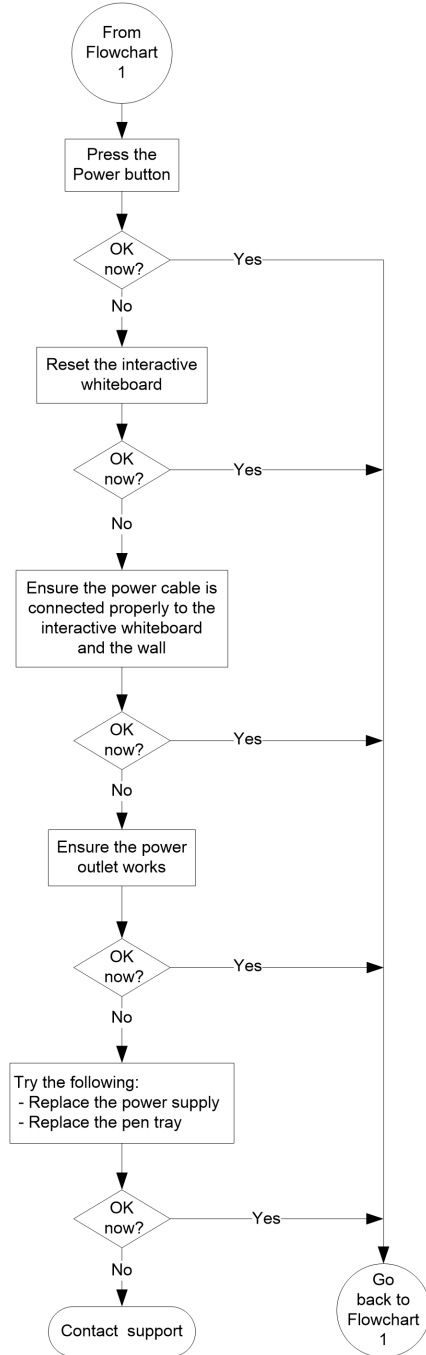 From
Flowchart
1
Press the
Power button
OK
now?
Yes
No
Reset the interactive
whiteboard
OK
now?
Yes
No
Ensure the power cable is
connected properly to the
interactive whiteboard
and the wall
OK
now?
Yes
No
Ensure the power
outlet works
OK
now?
Yes
No
Try the following:
- Replace the power supply
- Replace the pen tray
OK
now?
Yes
No
Contact support
Go
back to
Flowchart
1